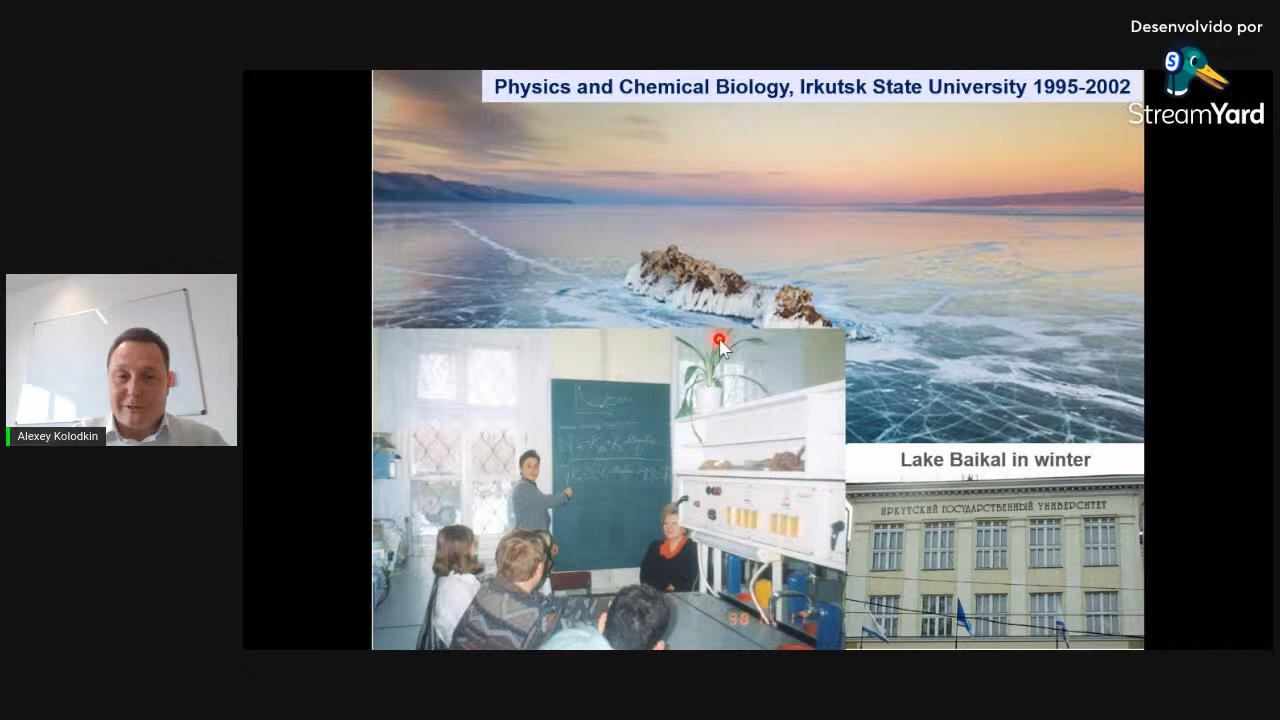 Desenvolvido por
StreamYard
Physics and Chemical Biology, Irkutsk State University 1995-2002
Lake Baikal in winter
ИРКУТСКИЙ ГОСУДАРСТВЕННЫЙ УНИВЕРСИТЕТ
Alexey Kolodkin